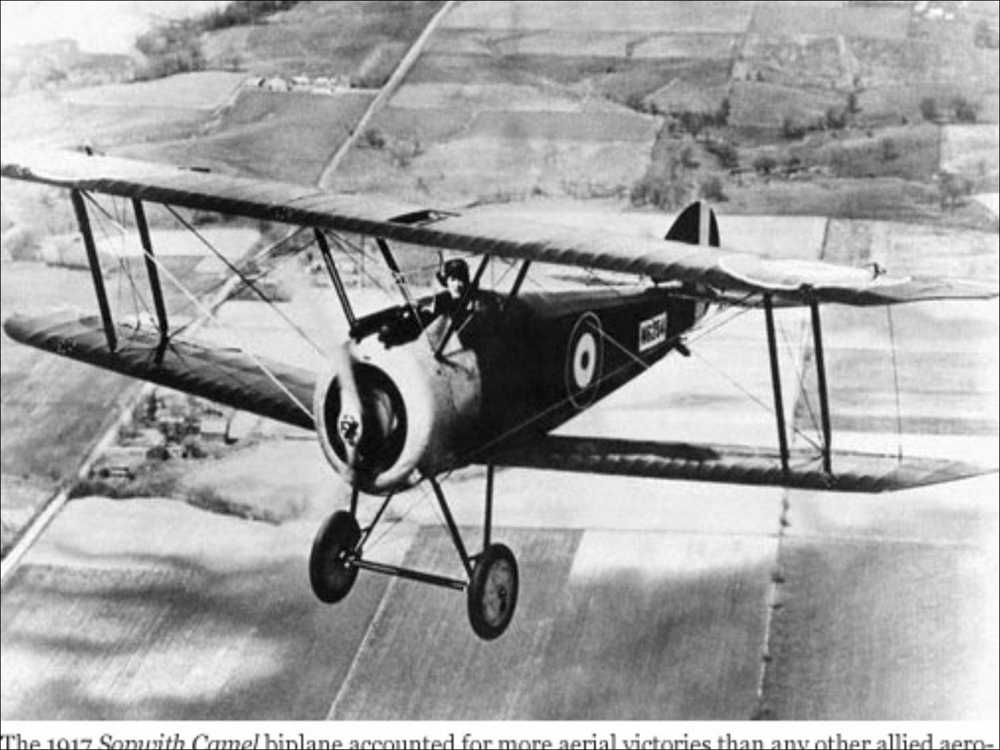 The 1917 Sopwith Camel biplane accounted for more aerial victories than any other allied aero-